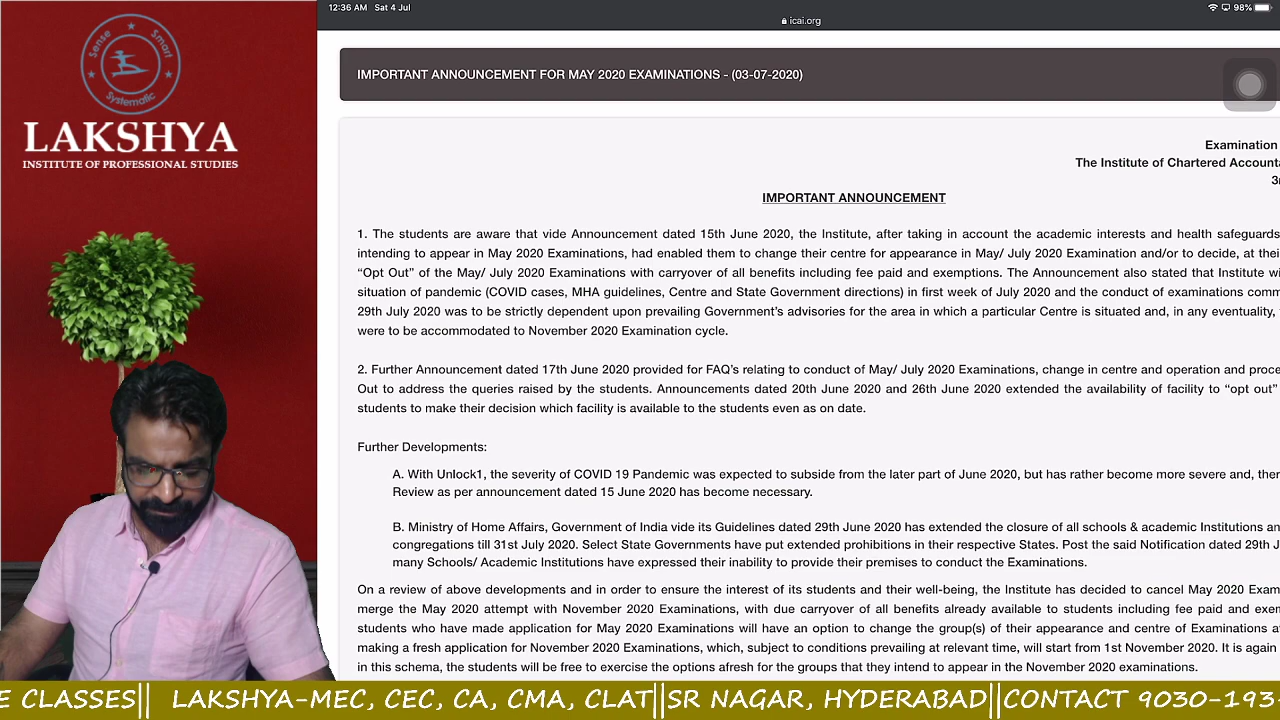 12:36 AM Sat 4 Jul
98%
icai.org
Sense Smart
Systematic
LAKSHYA
INSTITUTE OF PROFESSIONAL STUDIES
IMPORTANT ANNOUNCEMENT FOR MAY 2020 EXAMINATIONS - (03-07-2020)
Examination
The Institute of Chartered
IMPORTANT ANNOUNCEMENT
1. The students are aware that vide Announcement dated 15th June 2020, the Institute, after taking in account the academic interests and health safeguards
intending to appear in May 2020 Examinations, had enabled them to change their centre for appearance in May/ July 2020 Examination and/or to decide, at
“Opt Out” of the May/ July 2020 Examinations with carryover of all benefits including fee paid and exemptions. The Announcement also stated that Institute
situation of pandemic (COVID cases, MHA guidelines, Centre and State Government directions) in first week of July 2020 and the conduct of examinations
29th July 2020 was to be strictly dependent upon prevailing Government’s advisories for the area in which a particular Centre is situated and, in any eventuality,
were to be accommodated to November 2020 Examination cycle.
2. Further Announcement dated 17th June 2020 provided for FAQ’s relating to conduct of May/ July 2020 Examinations, change in centre and operation and
Out to address the queries raised by the students. Announcements dated 20th June 2020 and 26th June 2020 extended the availability of facility to “opt out”
students to make their decision which facility is available to the students even as on date.
Further Developments:
A. With Unlock1, the severity of COVID 19 Pandemic was expected to subside from the later part of June 2020, but has rather become more severe and,
Review as per announcement dated 15 June 2020 has become necessary.
B. Ministry of Home Affairs, Government of India vide its Guidelines dated 29th June 2020 has extended the closure of all schools & academic Institutions
congregations till 31st July 2020. Select State Governments have put extended prohibitions in their respective States. Post the said Notification dated 29th
many Schools/ Academic Institutions have expressed their inability to provide their premises to conduct the Examinations.
On a review of above developments and in order to ensure the interest of its students and their well-being, the Institute has decided to cancel May 2020
merge the May 2020 attempt with November 2020 Examinations, with due carryover of all benefits already available to students including fee paid and
students who have made application for May 2020 Examinations will have an option to change the group(s) of their appearance and centre of Examinations
making a fresh application for November 2020 Examinations, which, subject to conditions prevailing at relevant time, will start from 1st November 2020. It is again
in this schema, the students will be free to exercise the options afresh for the groups that they intend to appear in the November 2020 examinations.
E CLASSES|| LAKSHYA-MEC, CEC, CA, CMA, CLAT||SR NAGAR, HYDERABAD||CONTACT 9030-193